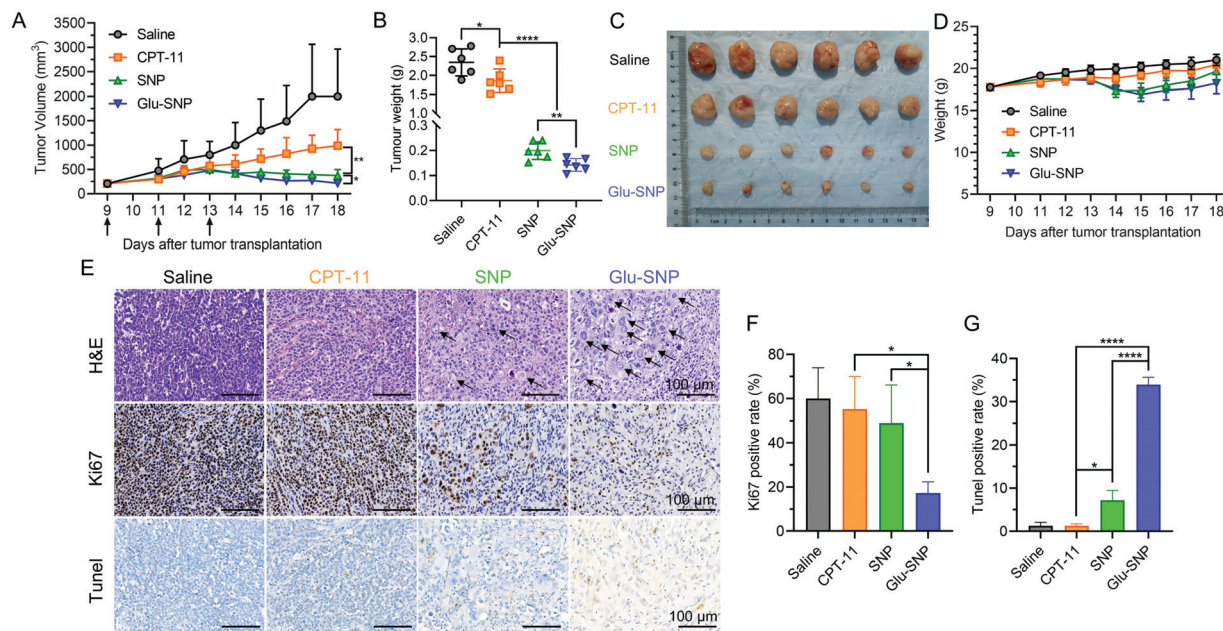 A
Tumor Volume (mm³)
3500
3000
2500
2000
1500
1000
500
0
Saline
CPT-11
SNP
Glu-SNP
**
*
9 10 11 12 13 14 15 16 17 18
Days after tumor transplantation
B
Tumour weight (g)
3.0
2.5
2.0
1.5
1.0
0.2
0.1
0.0
* **** **
Saline CPT-11 SNP Glu-SNP
C
Saline
CPT-11
SNP
Glu-SNP
D
Weight (g)
25
20
15
10
5
Saline
CPT-11
SNP
Glu-SNP
9 10 11 12 13 14 15 16 17 18
Days after tumor transplantation
E
Saline CPT-11 SNP Glu-SNP
H&E
100 μm
Ki67
100 μm
Tunel
100 μm
F
Ki67 positive rate (%)
80
60
40
20
0
*
*
Saline CPT-11 SNP Glu-SNP
G
Tunel positive rate (%)
40
30
20
10
0
****
****
*
Saline CPT-11 SNP Glu-SNP